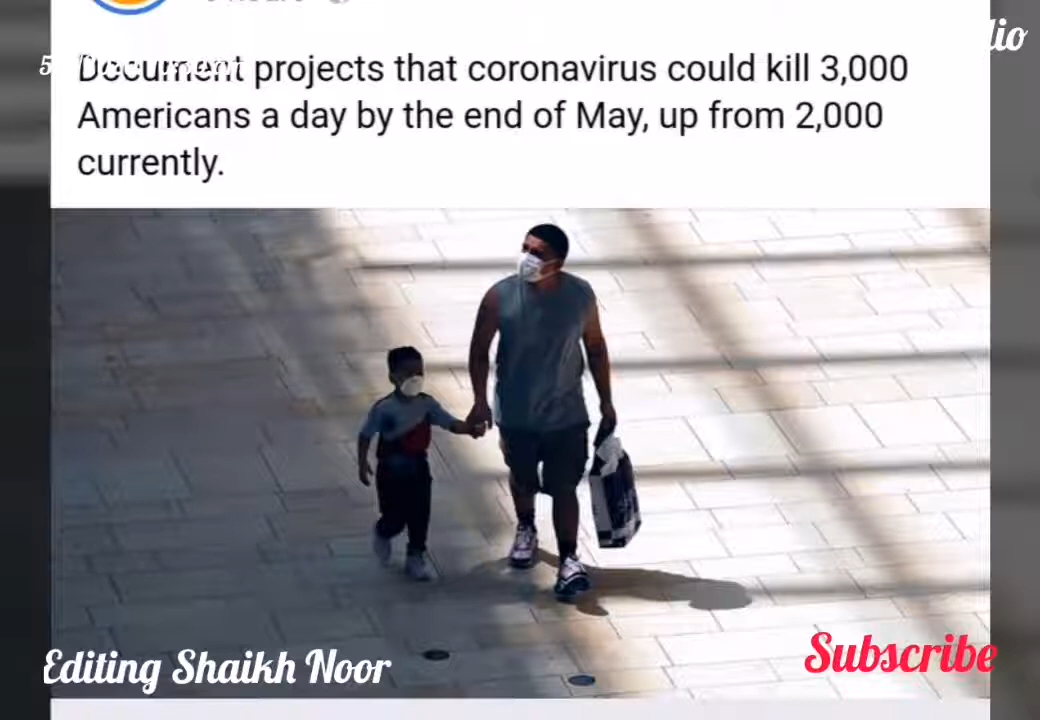 dio
Document projects that coronavirus could kill 3,000
Americans a day by the end of May, up from 2,000
currently.
Editing Shaikh Noor
Subscribe